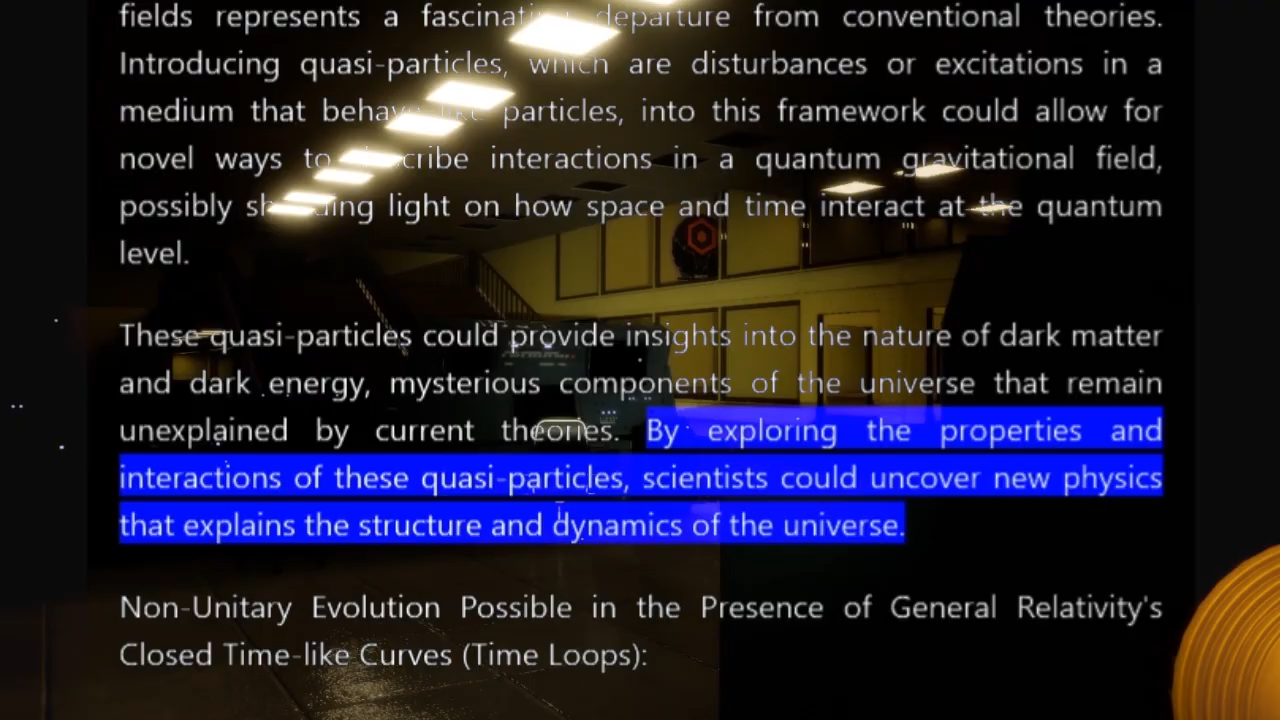 fields represents a fascinating departure from conventional theories.
Introducing quasi-particles, which are disturbances or excitations in a
medium that behave like particles, into this framework could allow for
novel ways to describe interactions in a quantum gravitational field,
possibly shedding light on how space and time interact at the quantum
level.
These quasi-particles could provide insights into the nature of dark matter
and dark energy, mysterious components of the universe that remain
unexplained by current theories. By exploring the properties and
interactions of these quasi-particles, scientists could uncover new physics
that explains the structure and dynamics of the universe.
Non-Unitary Evolution Possible in the Presence of General Relativity's
Closed Time-like Curves (Time Loops):